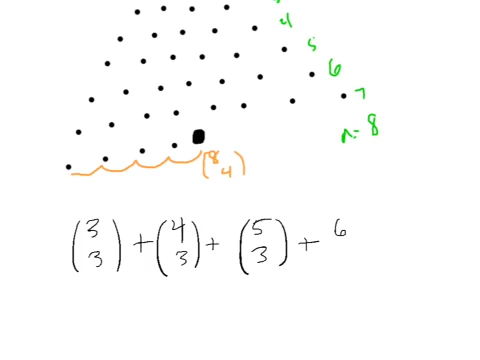 4
5
6
7
n=8
(8 4)
(3 3) + (4 3) + (5 3) + 6